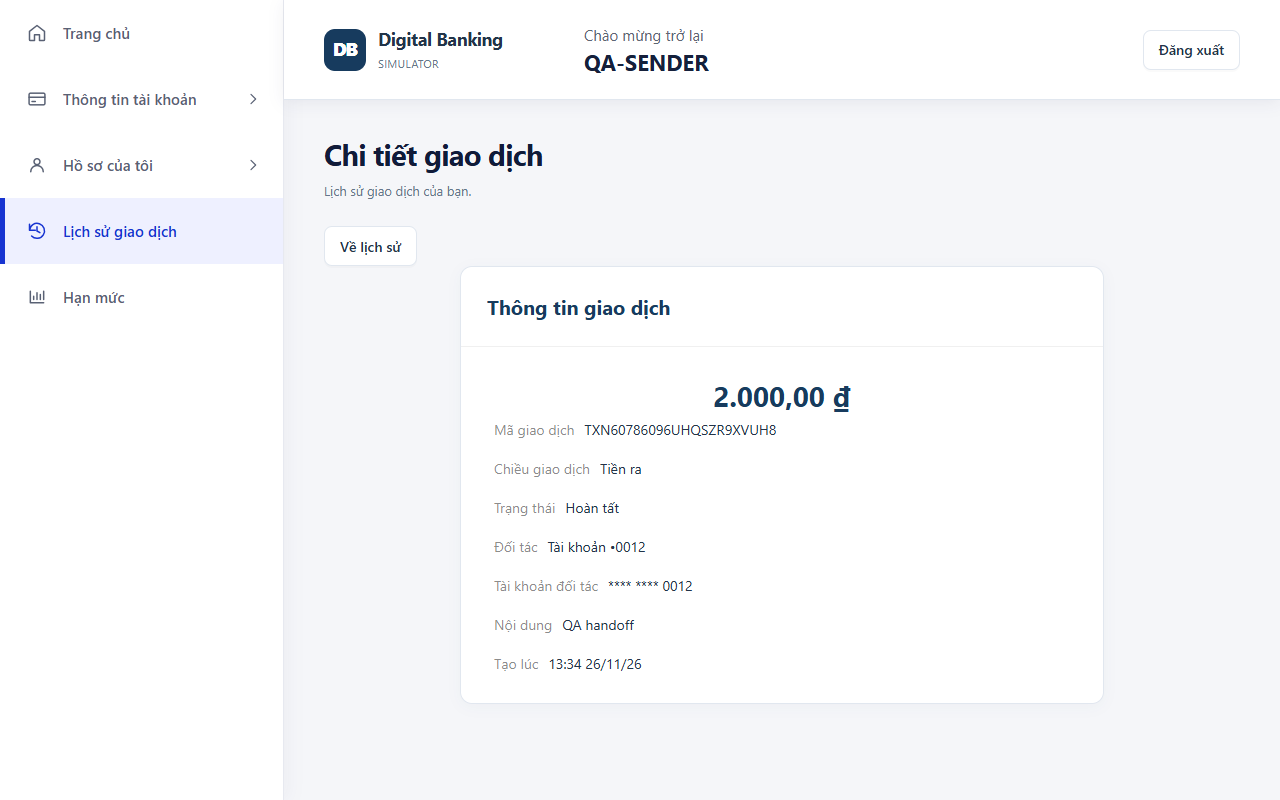 Trang chủ
Thông tin tài khoản
Hồ sơ của tôi
Lịch sử giao dịch
Hạn mức
DB
Digital Banking
SIMULATOR
Chào mừng trở lại
QA-SENDER
Đăng xuất
Chi tiết giao dịch
Lịch sử giao dịch của bạn.
Về lịch sử
Thông tin giao dịch
2.000,00 ₫
Mã giao dịch TXN60786096UHQSZR9XVUH8
Chiều giao dịch Tiền ra
Trạng thái Hoàn tất
Đối tác Tài khoản •0012
Tài khoản đối tác **** **** 0012
Nội dung QA handoff
Tạo lúc 13:34 26/11/26